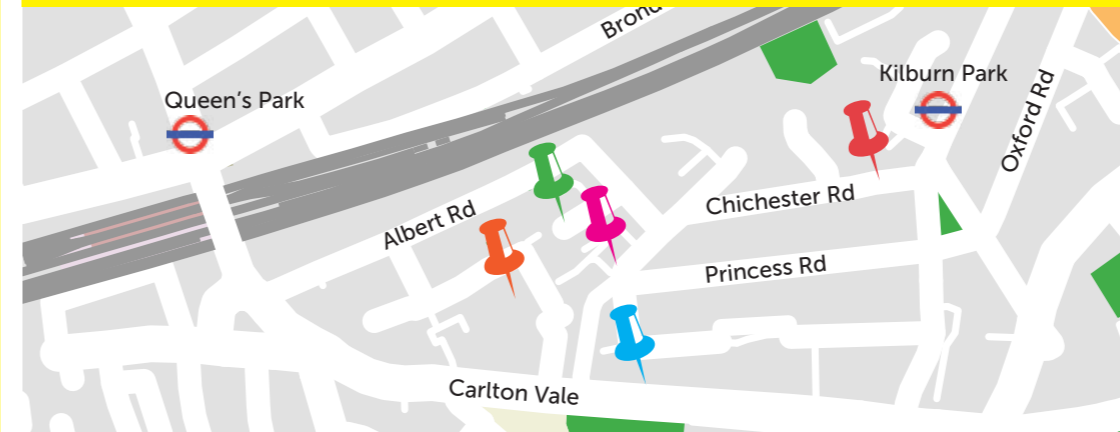 Queen's Park
Kilburn Park
Oxford Rd
Albert Rd
Chichester Rd
Princess Rd
Carlton Vale